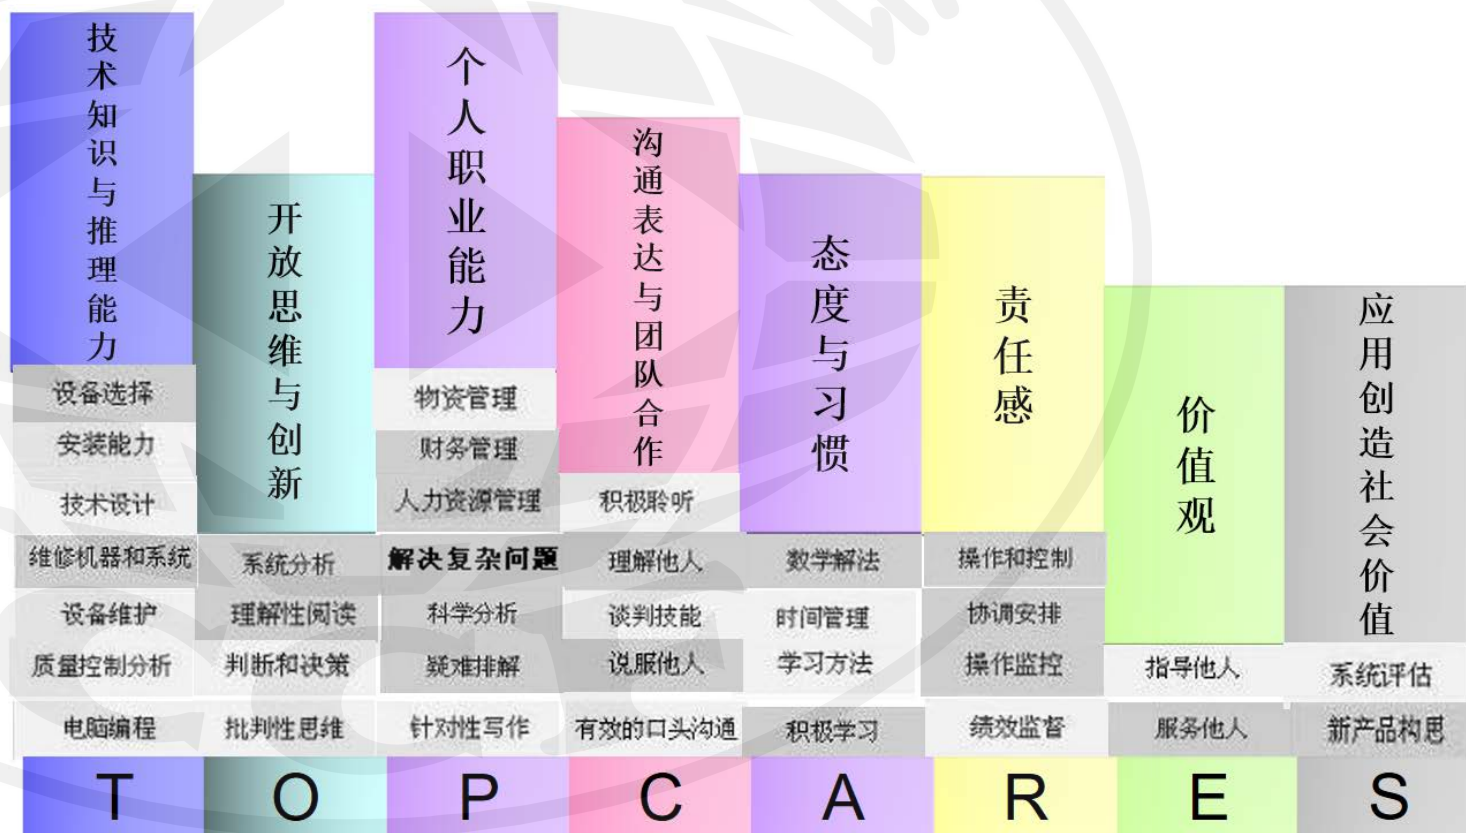 技术知识与推理能力
设备选择
安装能力
技术设计
维修机器和系统
设备维护
质量控制分析
电脑编程
T
开放思维与创新
系统分析
理解性阅读
判断和决策
批判性思维
O
个人职业能力
物资管理
财务管理
人力资源管理
解决复杂问题
科学分析
疑难排解
针对性写作
P
沟通表达与团队合作
积极聆听
理解他人
谈判技能
说服他人
有效的口头沟通
C
态度与习惯
数学解法
时间管理
学习方法
积极学习
A
责任感
操作和控制
协调安排
操作监控
绩效监督
R
价值观
指导他人
服务他人
E
应用创造社会价值
系统评估
新产品构思
S